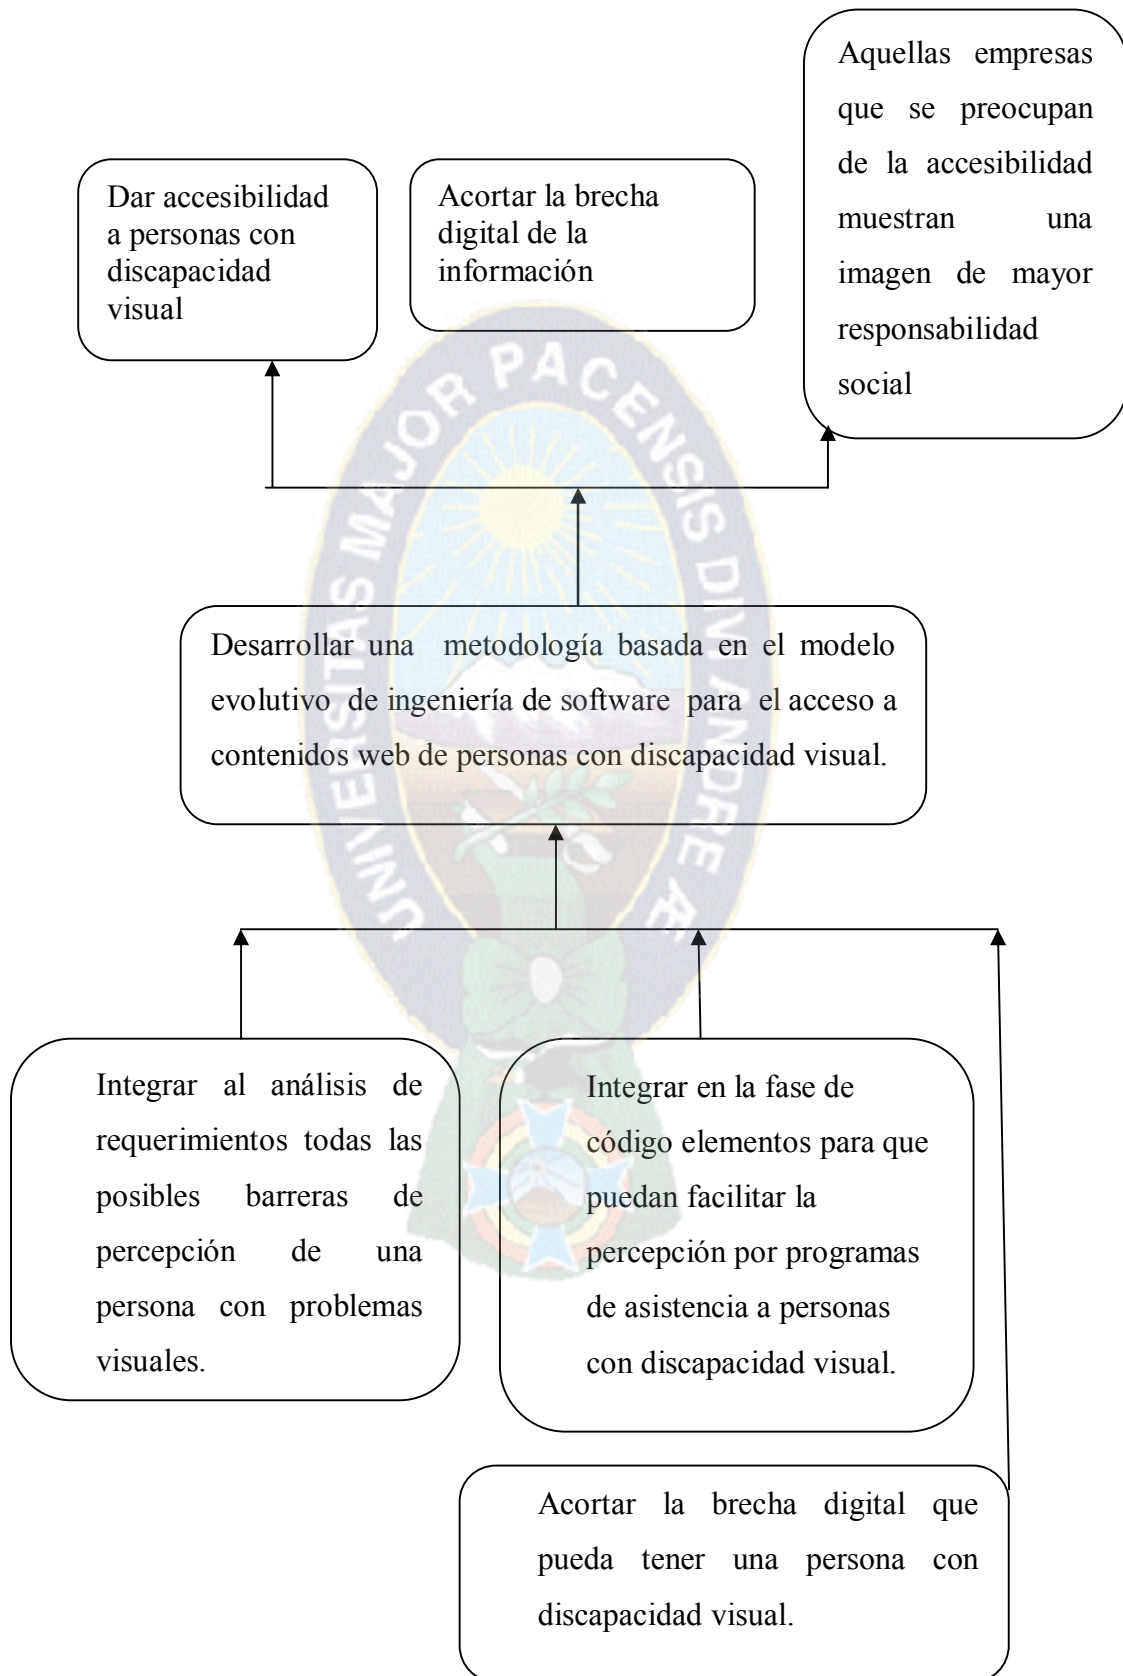 Aquellas empresas
que se preocupan
de la accesibilidad
muestran una
imagen de mayor
responsabilidad
social
Dar accesibilidad
a personas con
discapacidad
visual
Acortar la brecha
digital de la
información
Desarrollar una metodología basada en el modelo
evolutivo de ingeniería de software para el acceso a
contenidos web de personas con discapacidad visual.
Integrar al análisis de
requerimientos todas las
posibles barreras de
percepción de una
persona con problemas
visuales.
Integrar en la fase de
código elementos para que
puedan facilitar la
percepción por programas
de asistencia a personas
con discapacidad visual.
Acortar la brecha digital que
pueda tener una persona con
discapacidad visual.
UNIVERSITAS MAJOR PACENSIS DIVI ANDRE Æ